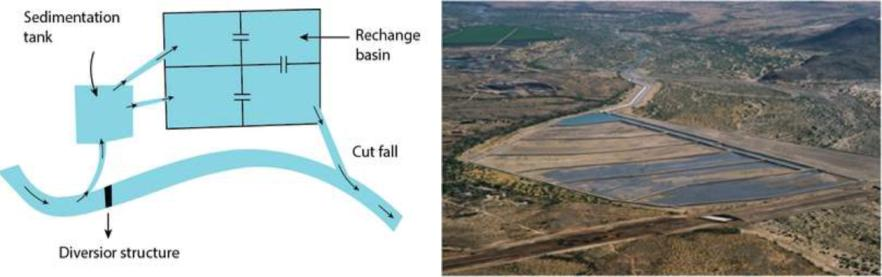 Sedimentation
tank
Rechange
basin
Cut fall
Diversior structure